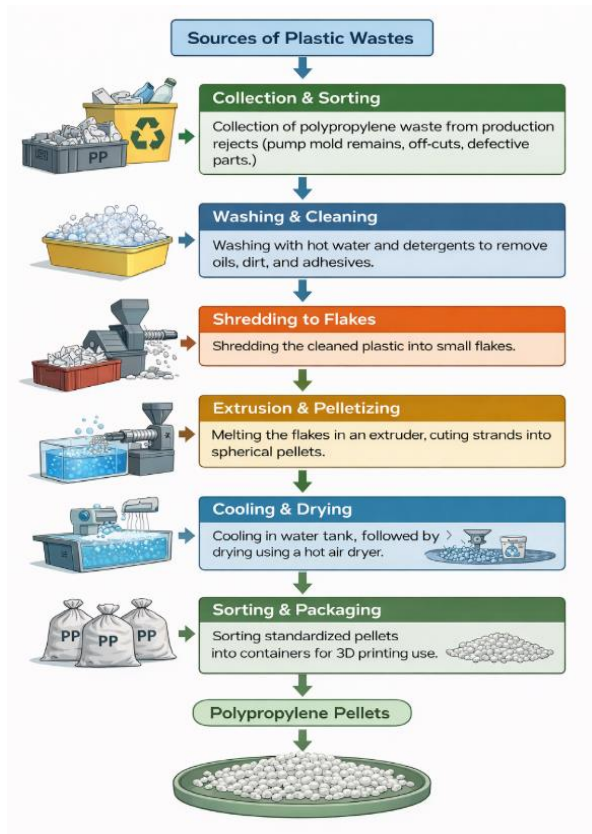 Sources of Plastic Wastes
Collection & Sorting
Collection of polypropylene waste from production
rejects (pump mold remains, off-cuts, defective
parts.)
PP
Washing & Cleaning
Washing with hot water and detergents to remove
oils, dirt, and adhesives.
Shredding to Flakes
Shredding the cleaned plastic into small flakes.
Extrusion & Pelletizing
Melting the flakes in an extruder, cuting strands into
spherical pellets.
Cooling & Drying
Cooling in water tank, followed by
drying using a hot air dryer.
Sorting & Packaging
PP PP PP
Sorting standardized pellets
into containers for 3D printing use.
Polypropylene Pellets